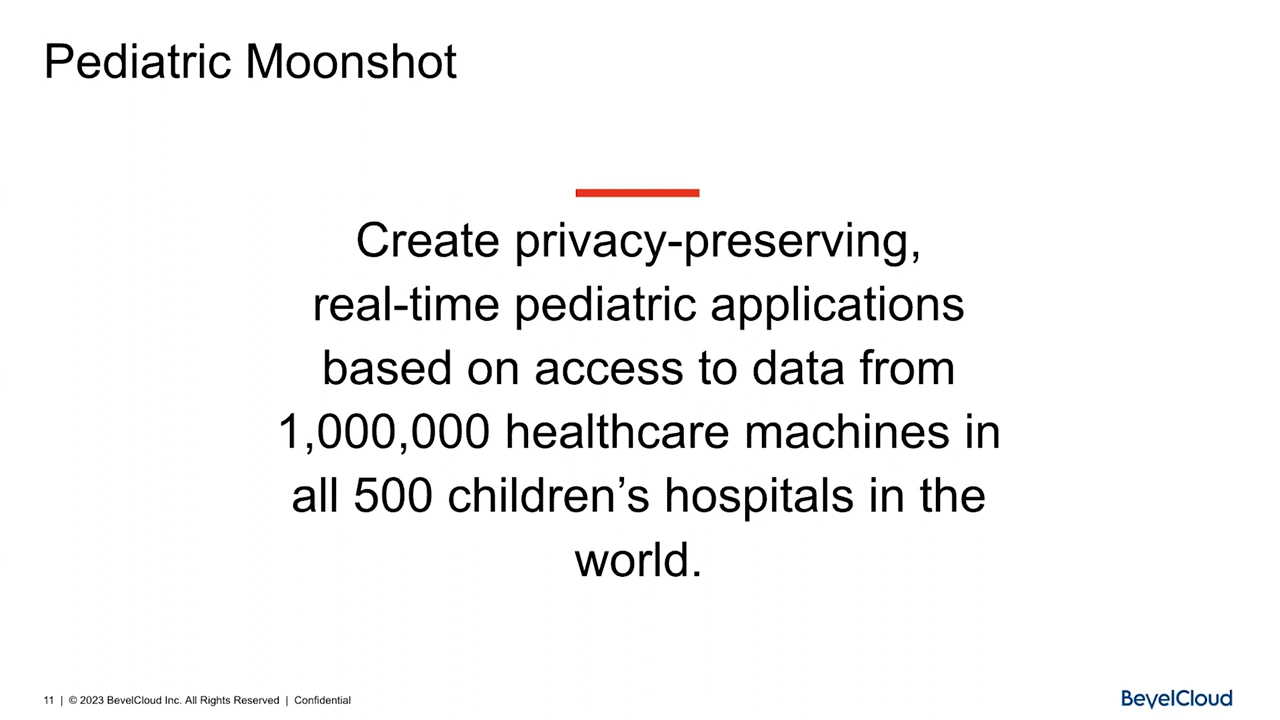 Pediatric Moonshot
Create privacy-preserving,
real-time pediatric applications
based on access to data from
1,000,000 healthcare machines in
all 500 children’s hospitals in the
world.
11 | © 2023 BevelCloud Inc. All Rights Reserved | Confidential
BevelCloud